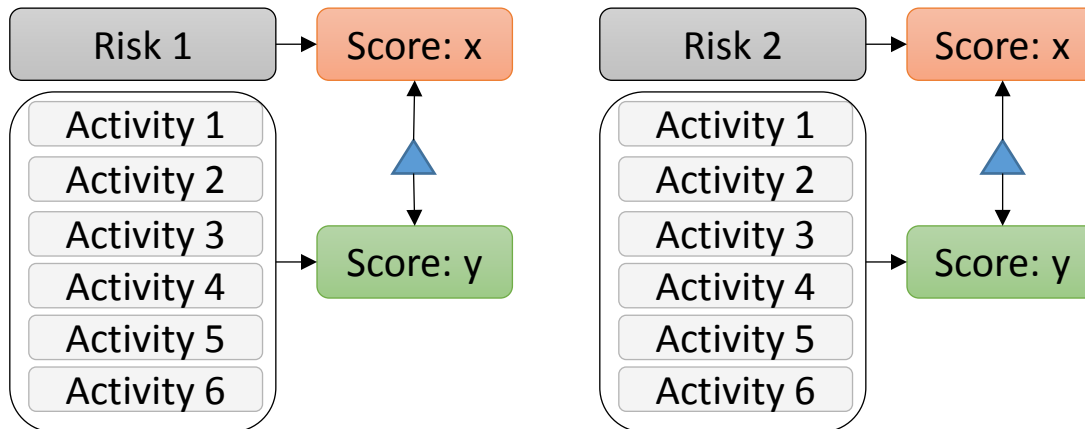 Risk 1
Score: x
Activity 1
Activity 2
Activity 3
Activity 4
Activity 5
Activity 6
Score: y
Risk 2
Score: x
Activity 1
Activity 2
Activity 3
Activity 4
Activity 5
Activity 6
Score: y